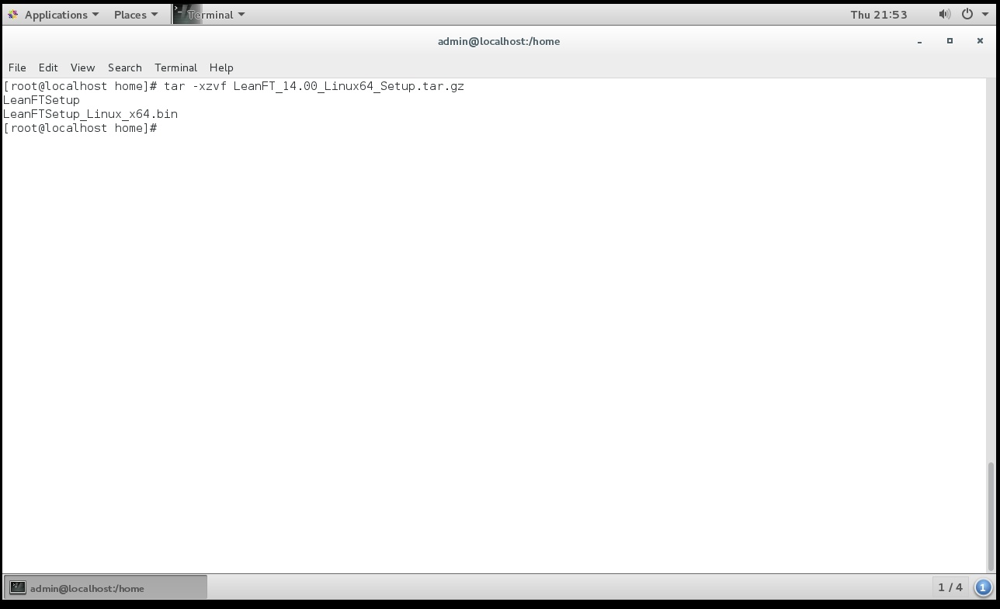 Applications Places Terminal Thu 21:53
admin@localhost:/home
File Edit View Search Terminal Help
[root@localhost home]# tar -xzvf LeanFT_14.00_Linux64_Setup.tar.gz
LeanFTSetup
LeanFTSetup_Linux_x64.bin
[root@localhost home]#
admin@localhost:/home 1 / 4 1